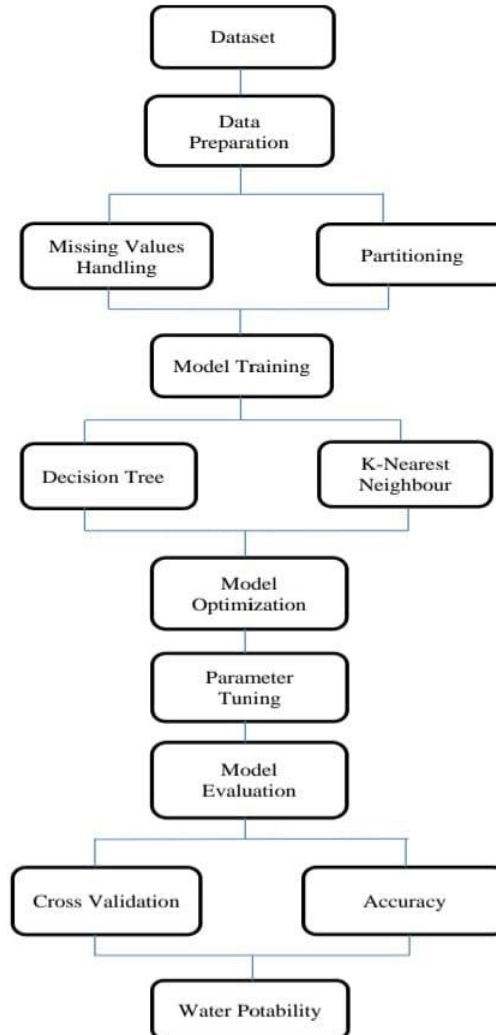 Dataset
Data
Preparation
Missing Values
Handling
Partitioning
Model Training
Decision Tree
K-Nearest
Neighbour
Model
Optimization
Parameter
Tuning
Model
Evaluation
Cross Validation
Accuracy
Water Potability